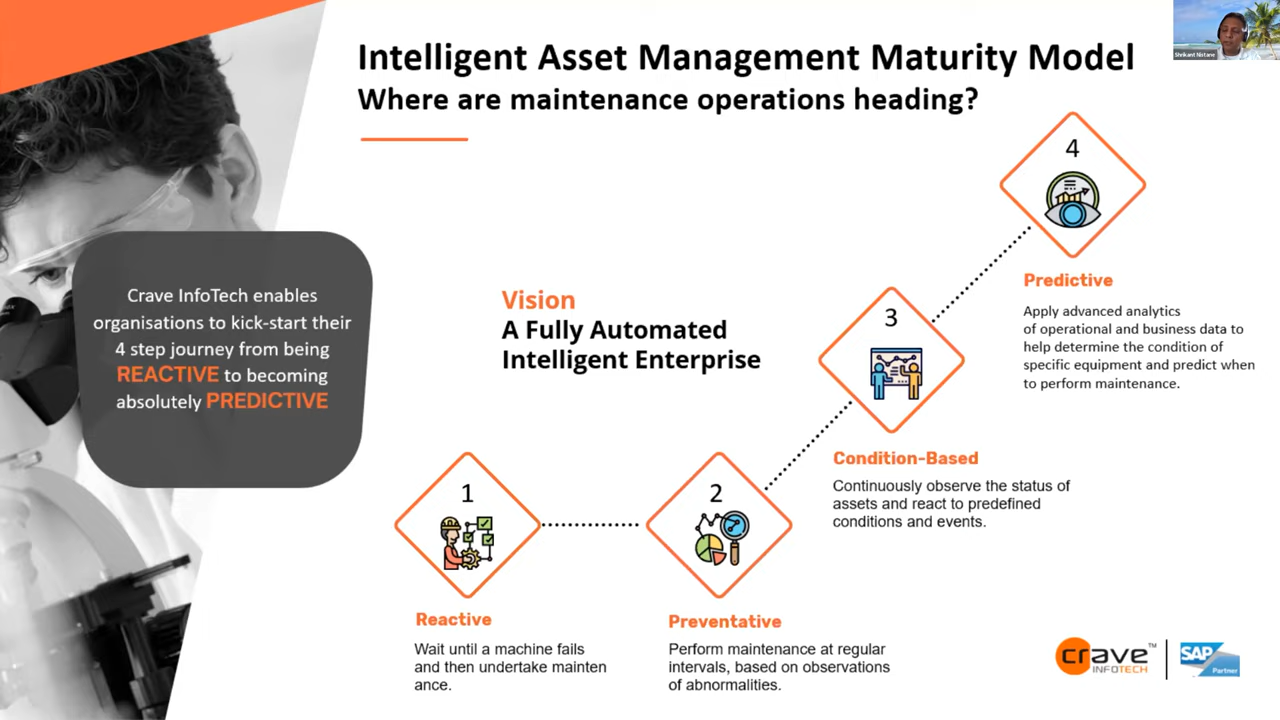 Intelligent Asset Management Maturity Model
Where are maintenance operations heading?
Shrikant Nistane
Crave InfoTech enables
organisations to kick-start their
4 step journey from being
REACTIVE to becoming
absolutely PREDICTIVE
Vision
A Fully Automated
Intelligent Enterprise
1
Reactive
Wait until a machine fails
and then undertake mainten
ance.
2
Preventative
Perform maintenance at regular
intervals, based on observations
of abnormalities.
3
Condition-Based
Continuously observe the status of
assets and react to predefined
conditions and events.
4
Predictive
Apply advanced analytics
of operational and business data to
help determine the condition of
specific equipment and predict when
to perform maintenance.
crave™
INFOTECH
SAP
Partner